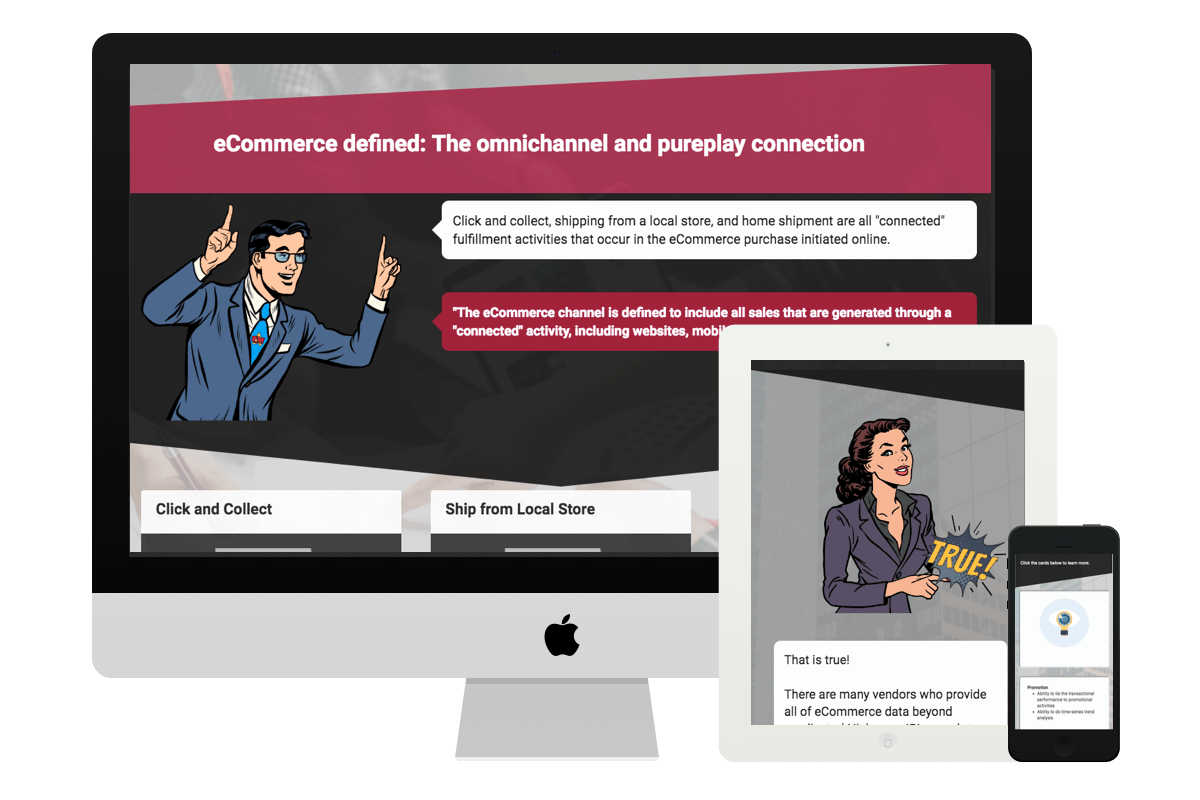 eCommerce defined: The omnichannel and pureplay connection
Click and collect, shipping from a local store, and home shipment are all "connected"
fulfillment activities that occur in the eCommerce purchase initiated online.
"The eCommerce channel is defined to include all sales that are generated through a
"connected" activity, including websites,
Click and Collect
Ship from Local Store
TRUE!
That is true!
There are many vendors who provide
all of eCommerce data beyond
Click the cards below to learn more.
Promotion
• Ability to tie the transactional
performance to promotional
activities
• Ability to do time-series trend
analysis